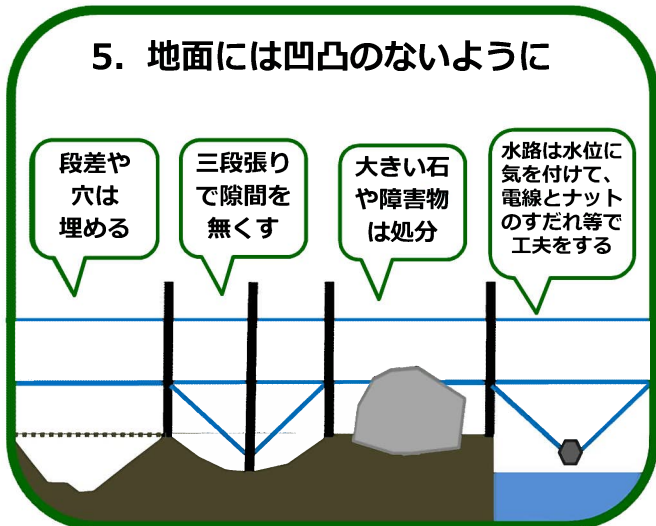 5. 地面には凹凸のないように
段差や
穴は
埋める
三段張り
で隙間を
無くす
大きい石
や障害物
は処分
水路は水位に
気を付けて、
電線とナット
のすだれ等で
工夫をする